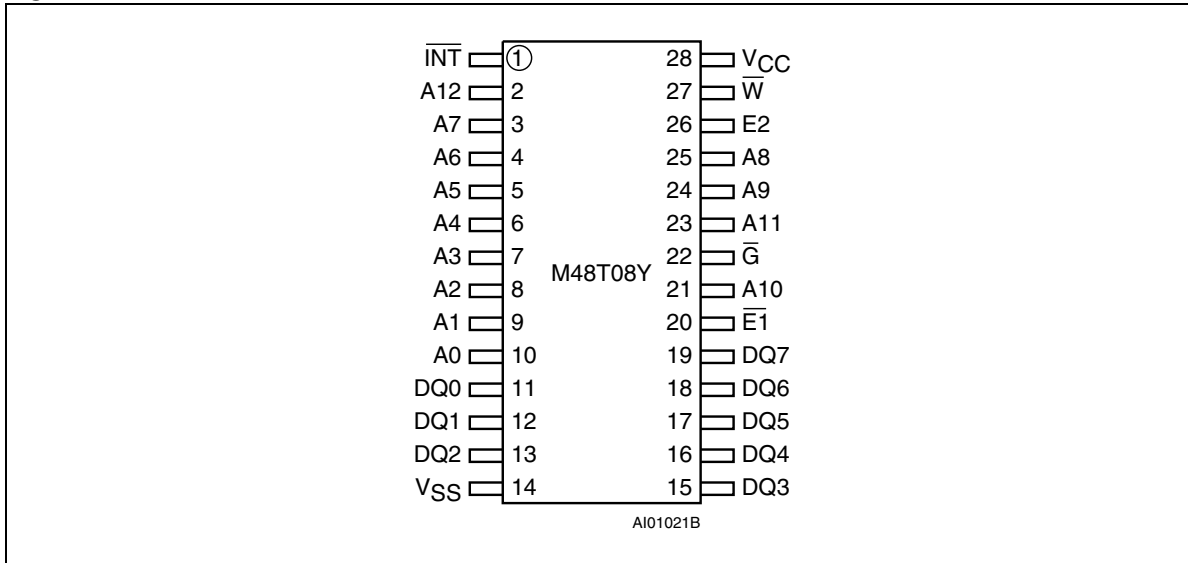 I̅N̅T̅ 1 28 VCC
A12 2 27 W̅
A7 3 26 E2
A6 4 25 A8
A5 5 24 A9
A4 6 23 A11
A3 7 22 G̅
M48T08Y
A2 8 21 A10
A1 9 20 E̅1̅
A0 10 19 DQ7
DQ0 11 18 DQ6
DQ1 12 17 DQ5
DQ2 13 16 DQ4
VSS 14 15 DQ3
AI01021B